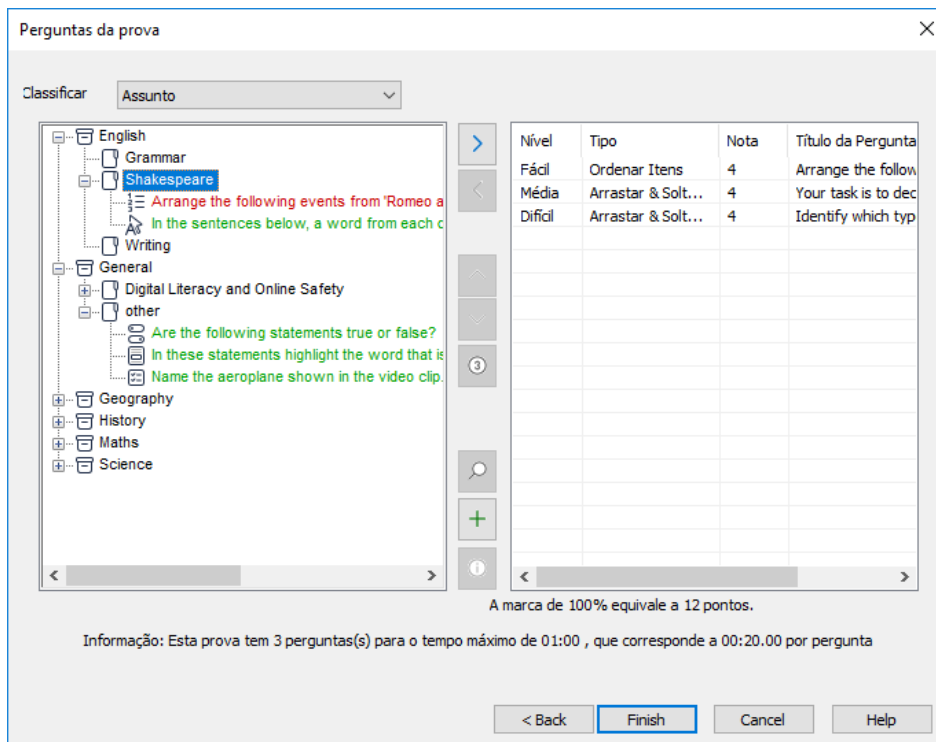 Perguntas da prova
Classificar Assunto
English
Grammar
Shakespeare
Arrange the following events from 'Romeo a
In the sentences below, a word from each c
Writing
General
Digital Literacy and Online Safety
other
Are the following statements true or false?
In these statements highlight the word that is
Name the aeroplane shown in the video clip.
Geography
History
Maths
Science
3
Nível Tipo Nota Título da Pergunta
Fácil Ordenar Itens 4 Arrange the follow
Média Arrastar & Solt... 4 Your task is to dec
Difícil Arrastar & Solt... 4 Identify which typ
A marca de 100% equivale a 12 pontos.
Informação: Esta prova tem 3 perguntas(s) para o tempo máximo de 01:00 , que corresponde a 00:20.00 por pergunta
< Back Finish Cancel Help